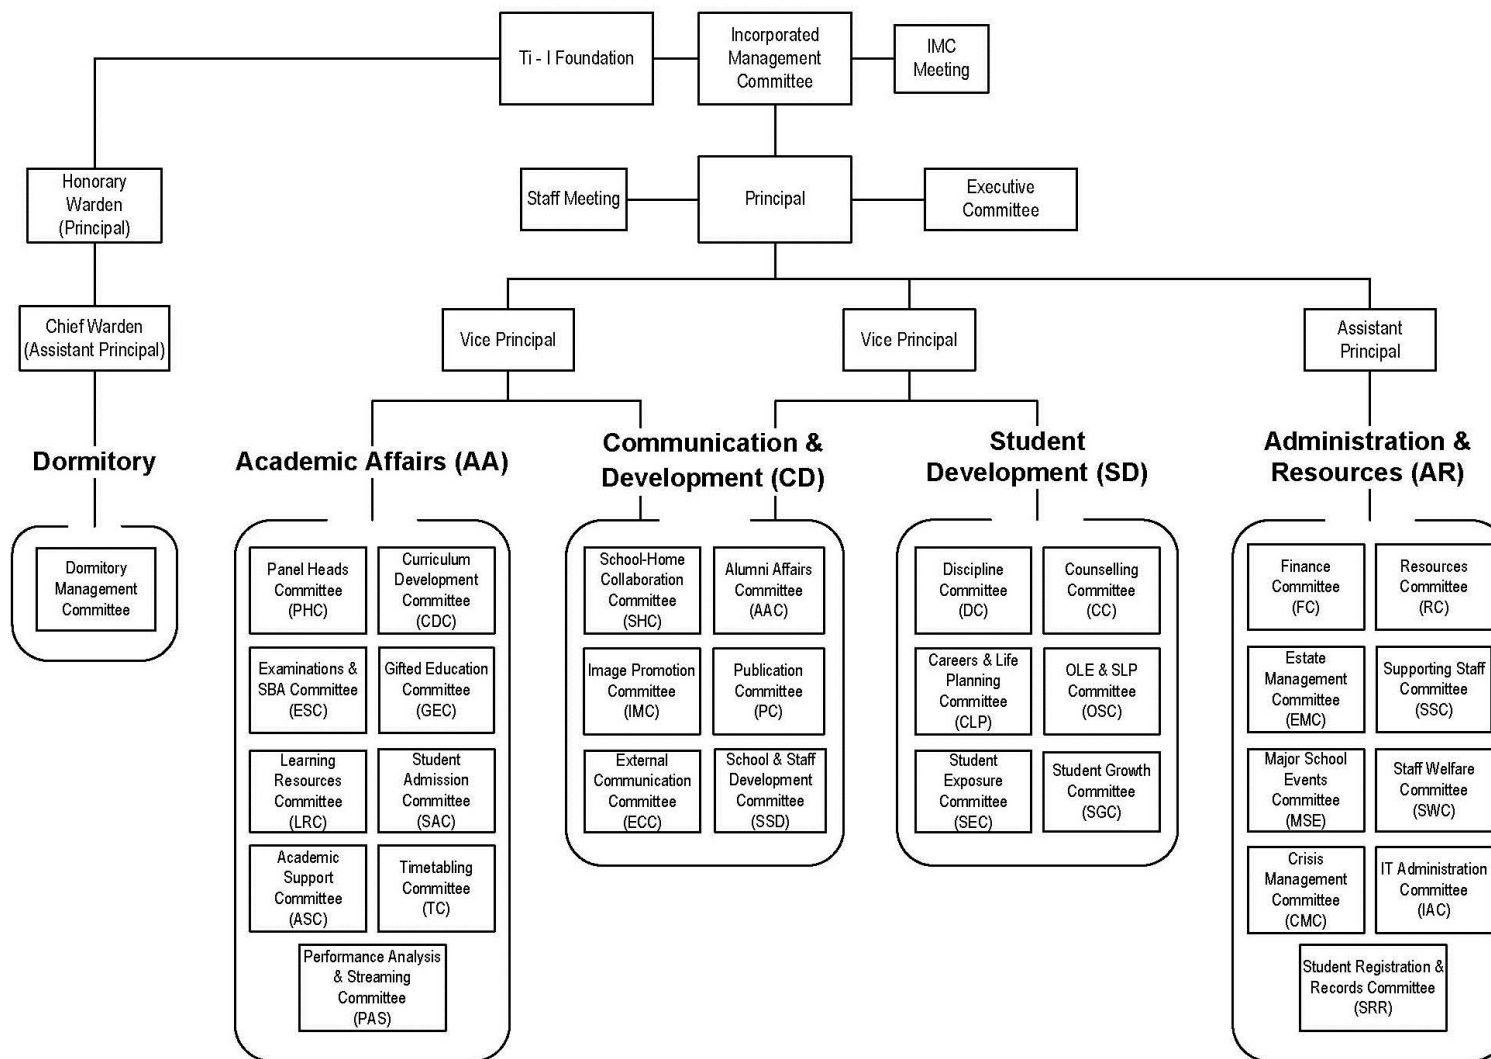 Ti - I Foundation
Incorporated
Management
Committee
IMC
Meeting
Honorary
Warden
(Principal)
Staff Meeting
Principal
Executive
Committee
Chief Warden
(Assistant Principal)
Vice Principal
Vice Principal
Assistant
Principal
Dormitory
Academic Affairs (AA)
Communication &
Development (CD)
Student
Development (SD)
Administration &
Resources (AR)
Dormitory
Management
Committee
Panel Heads
Committee
(PHC)
Curriculum
Development
Committee
(CDC)
Examinations &
SBA Committee
(ESC)
Gifted Education
Committee
(GEC)
Learning
Resources
Committee
(LRC)
Student
Admission
Committee
(SAC)
Academic
Support
Committee
(ASC)
Timetabling
Committee
(TC)
Performance Analysis
& Streaming
Committee
(PAS)
School-Home
Collaboration
Committee
(SHC)
Alumni Affairs
Committee
(AAC)
Image Promotion
Committee
(IMC)
Publication
Committee
(PC)
External
Communication
Committee
(ECC)
School & Staff
Development
Committee
(SSD)
Discipline
Committee
(DC)
Counselling
Committee
(CC)
Careers & Life
Planning
Committee
(CLP)
OLE & SLP
Committee
(OSC)
Student
Exposure
Committee
(SEC)
Student Growth
Committee
(SGC)
Finance
Committee
(FC)
Resources
Committee
(RC)
Estate
Management
Committee
(EMC)
Supporting Staff
Committee
(SSC)
Major School
Events
Committee
(MSE)
Staff Welfare
Committee
(SWC)
Crisis
Management
Committee
(CMC)
IT Administration
Committee
(IAC)
Student Registration &
Records Committee
(SRR)